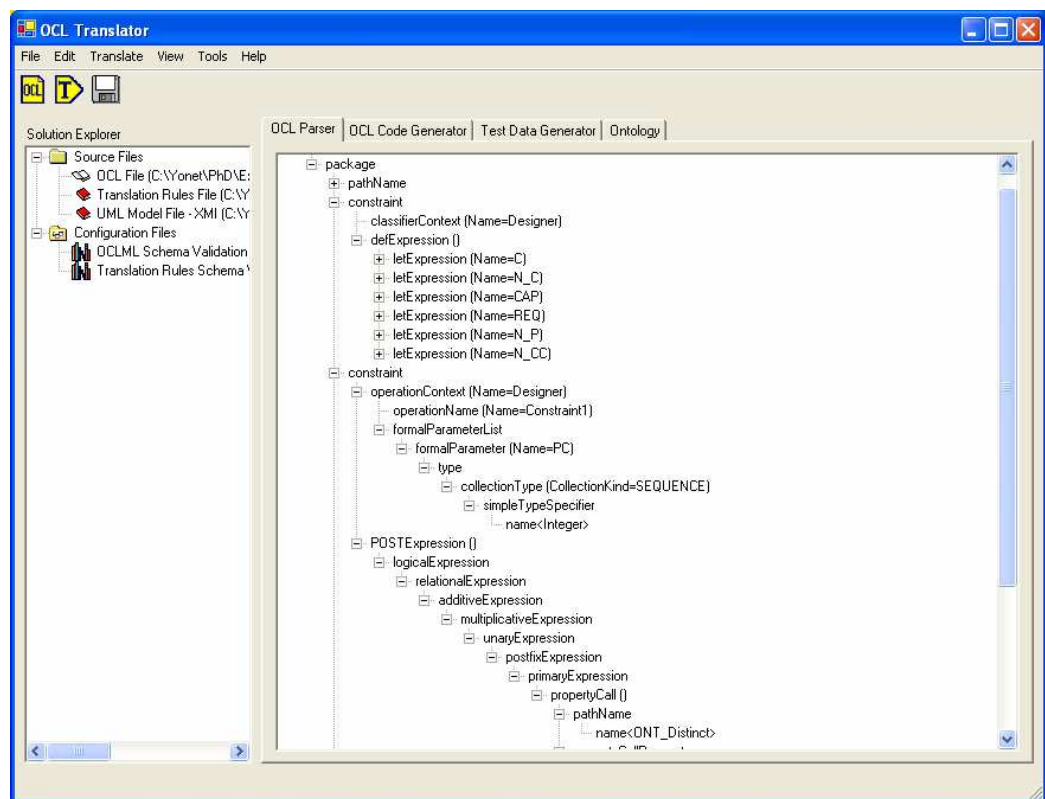 OCL Translator
File Edit Translate View Tools Help
OCL T
Solution Explorer
Source Files
OCL File (C:\Yonet\PhD\E:
Translation Rules File (C:\Y
UML Model File - XMI (C:\Y
Configuration Files
OCLML Schema Validation
Translation Rules Schema
OCL Parser OCL Code Generator Test Data Generator Ontology
package
pathName
constraint
classifierContext (Name=Designer)
defExpression ()
letExpression (Name=C)
letExpression (Name=N_C)
letExpression (Name=CAP)
letExpression (Name=REQ)
letExpression (Name=N_P)
letExpression (Name=N_CC)
constraint
operationContext (Name=Designer)
operationName (Name=Constraint1)
formalParameterList
formalParameter (Name=PC)
type
collectionType (CollectionKind=SEQUENCE)
simpleTypeSpecifier
name<Integer>
POSTExpression ()
logicalExpression
relationalExpression
additiveExpression
multiplicativeExpression
unaryExpression
postfixExpression
primaryExpression
propertyCall ()
pathName
name<ONT_Distinct>